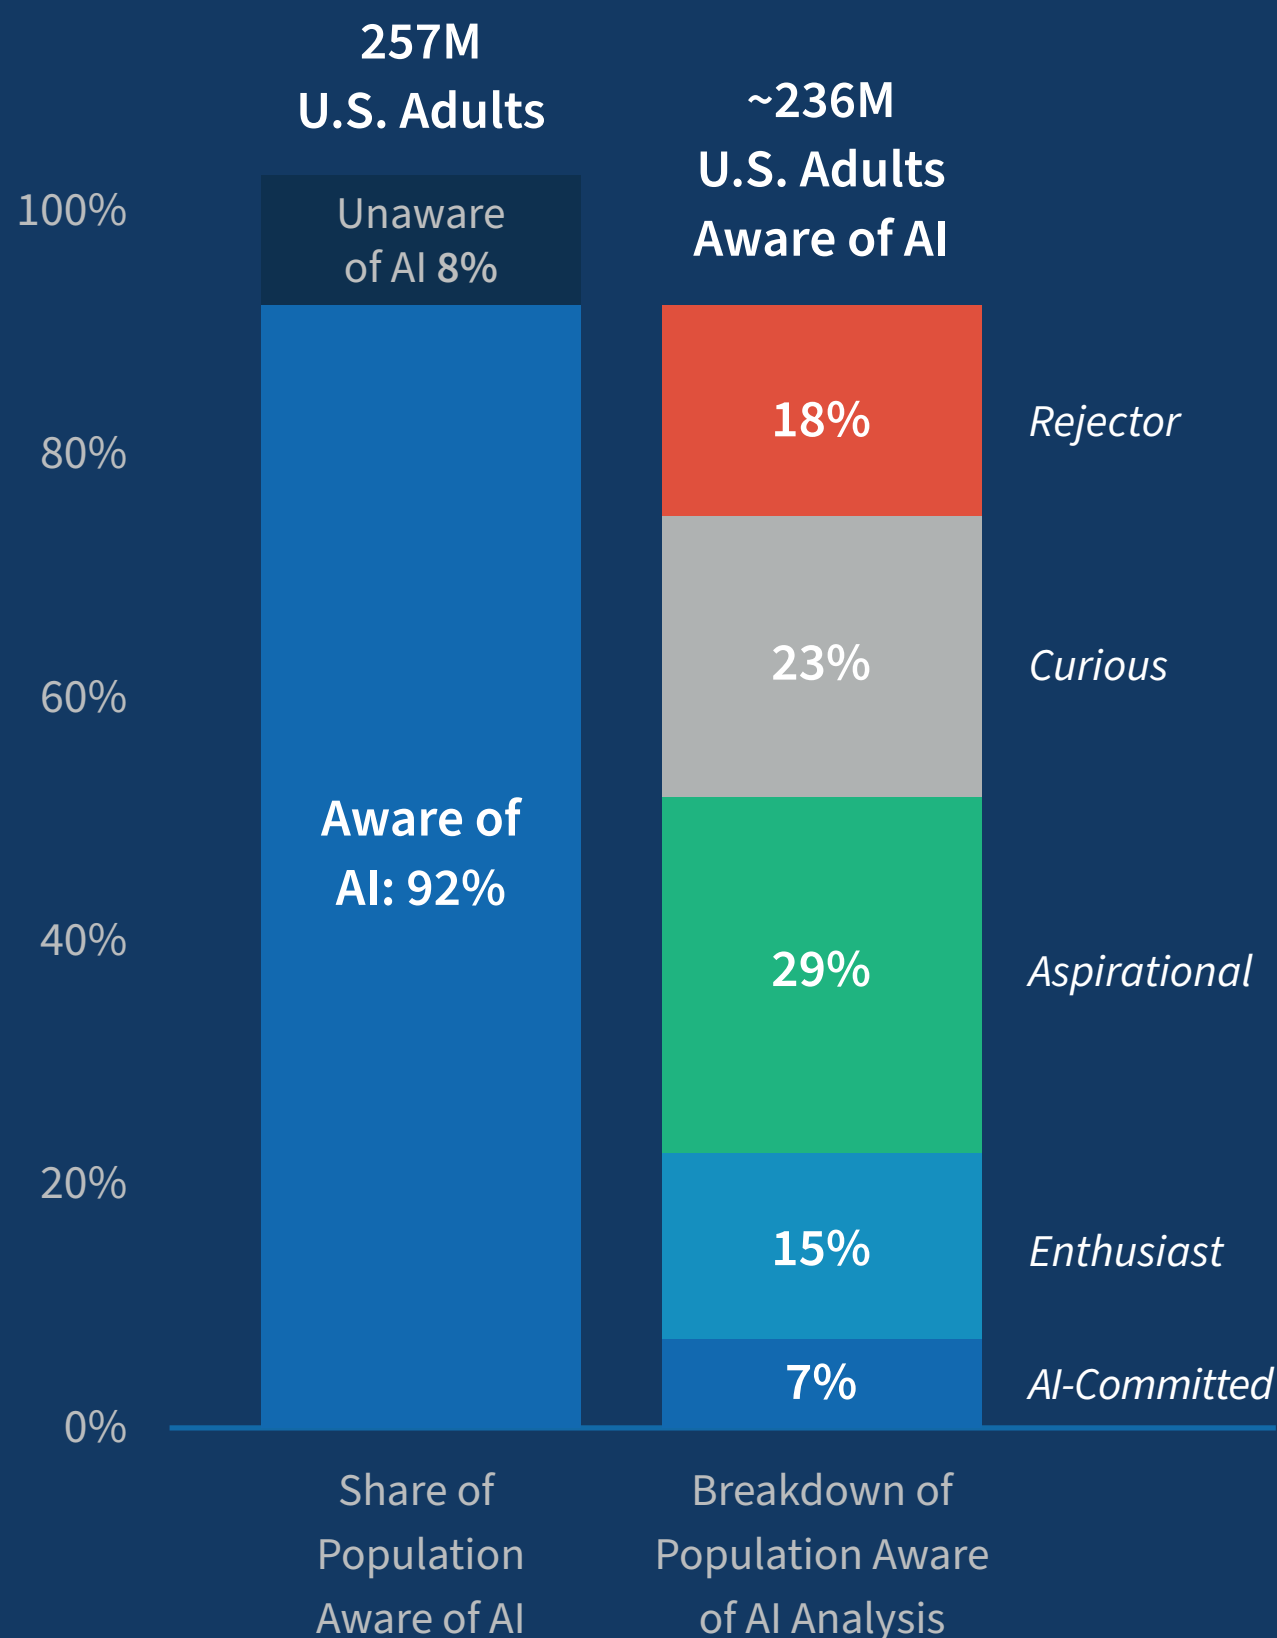 257M
U.S. Adults
~236M
U.S. Adults
Aware of AI
100%
Unaware
of AI 8%
18%
Rejector
80%
23%
Curious
60%
Aware of
AI: 92%
40%
29%
Aspirational
20%
15%
Enthusiast
7%
AI-Committed
0%
Share of
Population
Aware of AI
Breakdown of
Population Aware
of AI Analysis